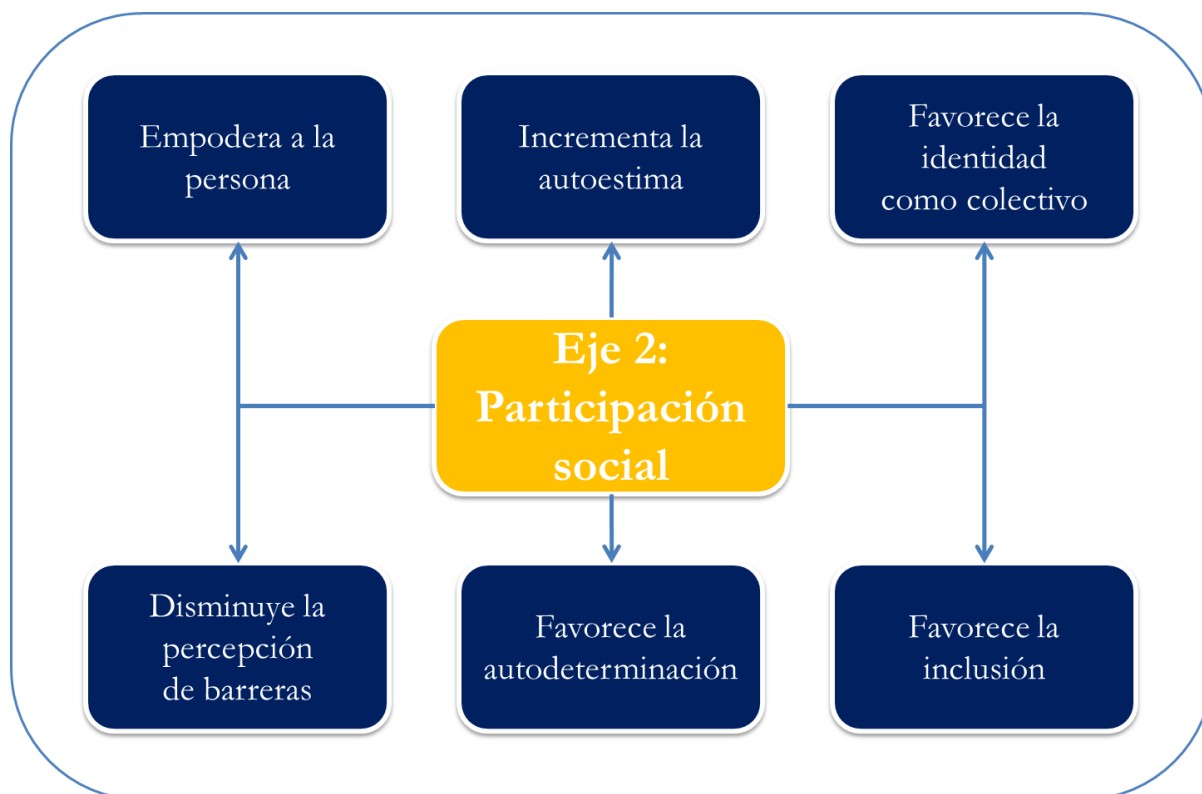 Empodera a la
persona
Incrementa la
autoestima
Favorece la
identidad
como colectivo
Eje 2:
Participación
social
Disminuye la
percepción
de barreras
Favorece la
autodeterminación
Favorece la
inclusión